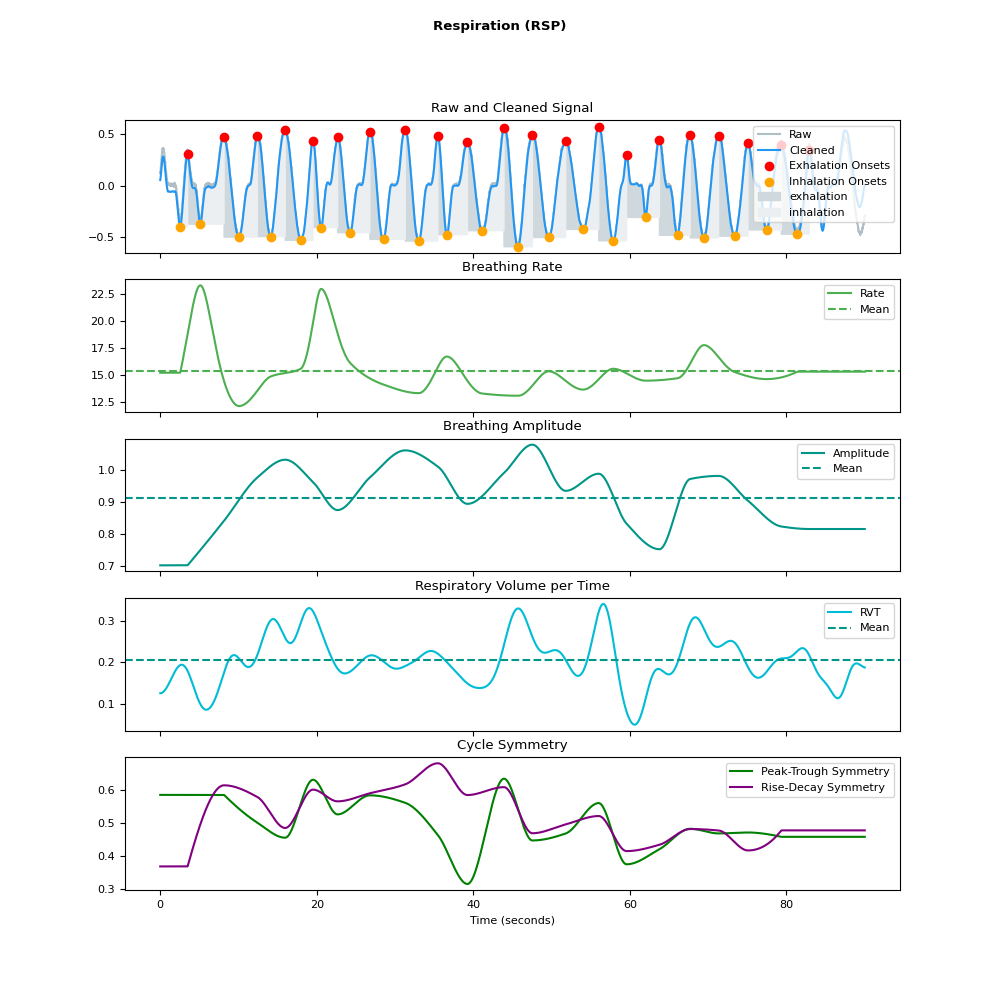 Respiration (RSP)
Raw and Cleaned Signal
0.5
0.0
−0.5
Raw
Cleaned
Exhalation Onsets
Inhalation Onsets
exhalation
inhalation
Breathing Rate
22.5
20.0
17.5
15.0
12.5
Rate
Mean
Breathing Amplitude
1.0
0.9
0.8
0.7
Amplitude
Mean
Respiratory Volume per Time
0.3
0.2
0.1
RVT
Mean
Cycle Symmetry
0.6
0.5
0.4
0.3
Peak-Trough Symmetry
Rise-Decay Symmetry
0 20 40 60 80
Time (seconds)